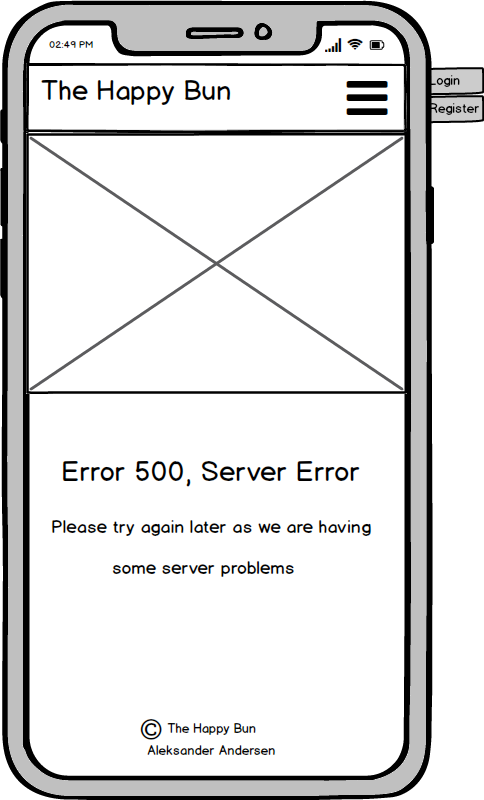 02:49 PM
The Happy Bun
Login
Register
Error 500, Server Error
Please try again later as we are having
some server problems
© The Happy Bun
Aleksander Andersen